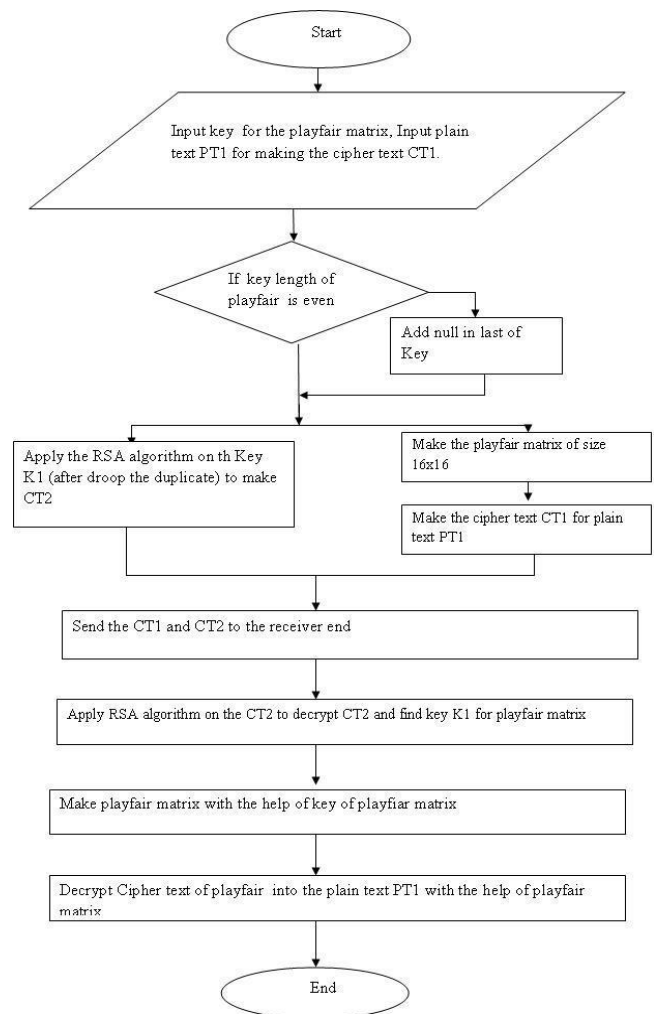 Start
Input key for the playfair matrix, Input plain
text PT1 for making the cipher text CT1.
If key length of
playfair is even
Add null in last of
Key
Apply the RSA algorithm on th Key
K1 (after droop the duplicate) to make
CT2
Make the playfair matrix of size
16x16
Make the cipher text CT1 for plain
text PT1
Send the CT1 and CT2 to the receiver end
Apply RSA algorithm on the CT2 to decrypt CT2 and find key K1 for playfair matrix
Make playfair matrix with the help of key of playfiar matrix
Decrypt Cipher text of playfair into the plain text PT1 with the help of playfair
matrix
End